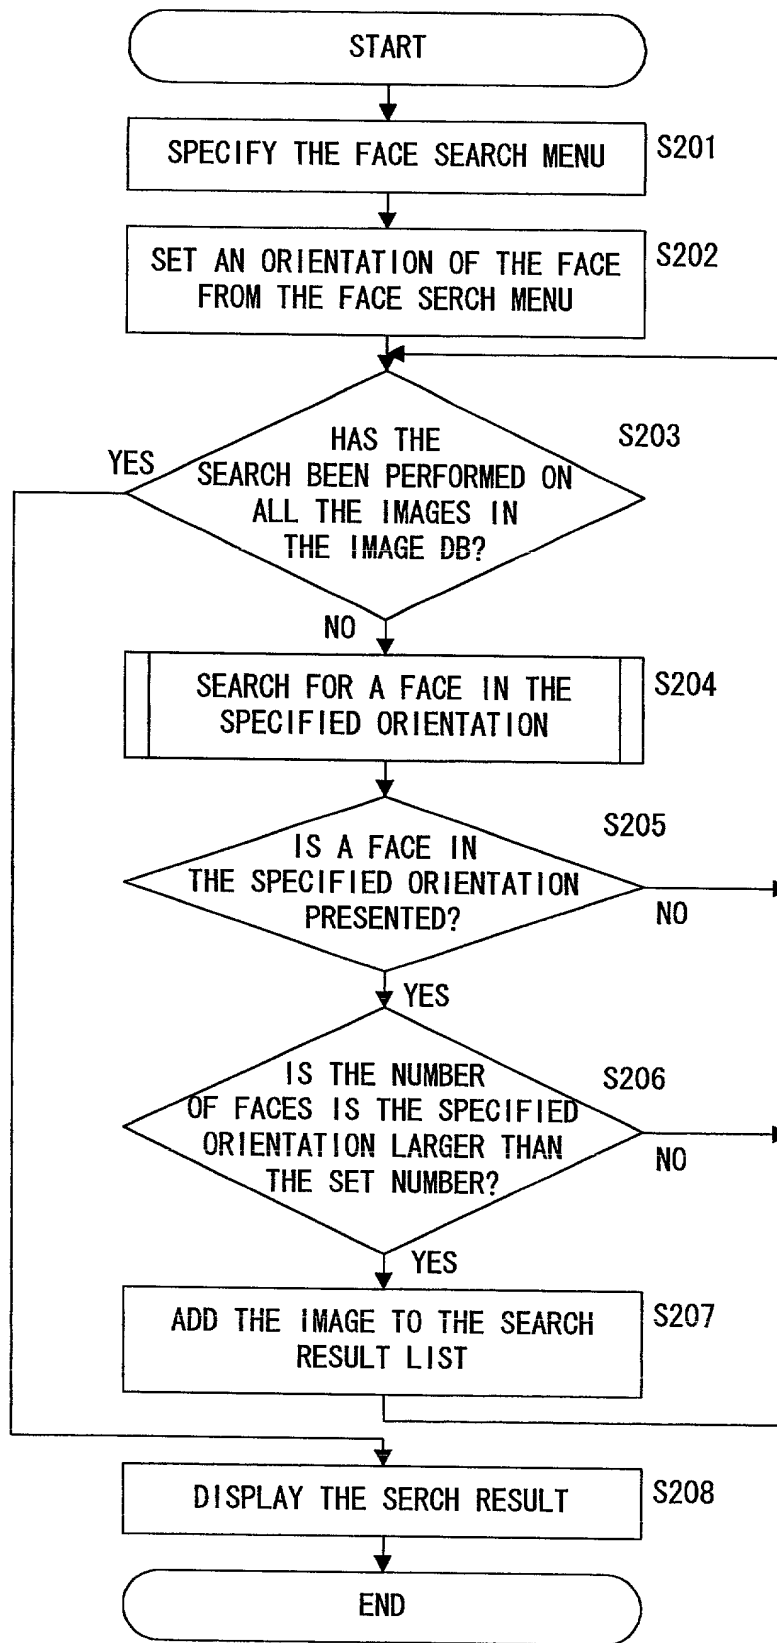 START
SPECIFY THE FACE SEARCH MENU
S201
SET AN ORIENTATION OF THE FACE
FROM THE FACE SERCH MENU
S202
HAS THE
SEARCH BEEN PERFORMED ON
ALL THE IMAGES IN
THE IMAGE DB?
S203
YES
NO
SEARCH FOR A FACE IN THE
SPECIFIED ORIENTATION
S204
IS A FACE IN
THE SPECIFIED ORIENTATION
PRESENTED?
S205
NO
YES
IS THE NUMBER
OF FACES IS THE SPECIFIED
ORIENTATION LARGER THAN
THE SET NUMBER?
S206
NO
YES
ADD THE IMAGE TO THE SEARCH
RESULT LIST
S207
DISPLAY THE SERCH RESULT
S208
END